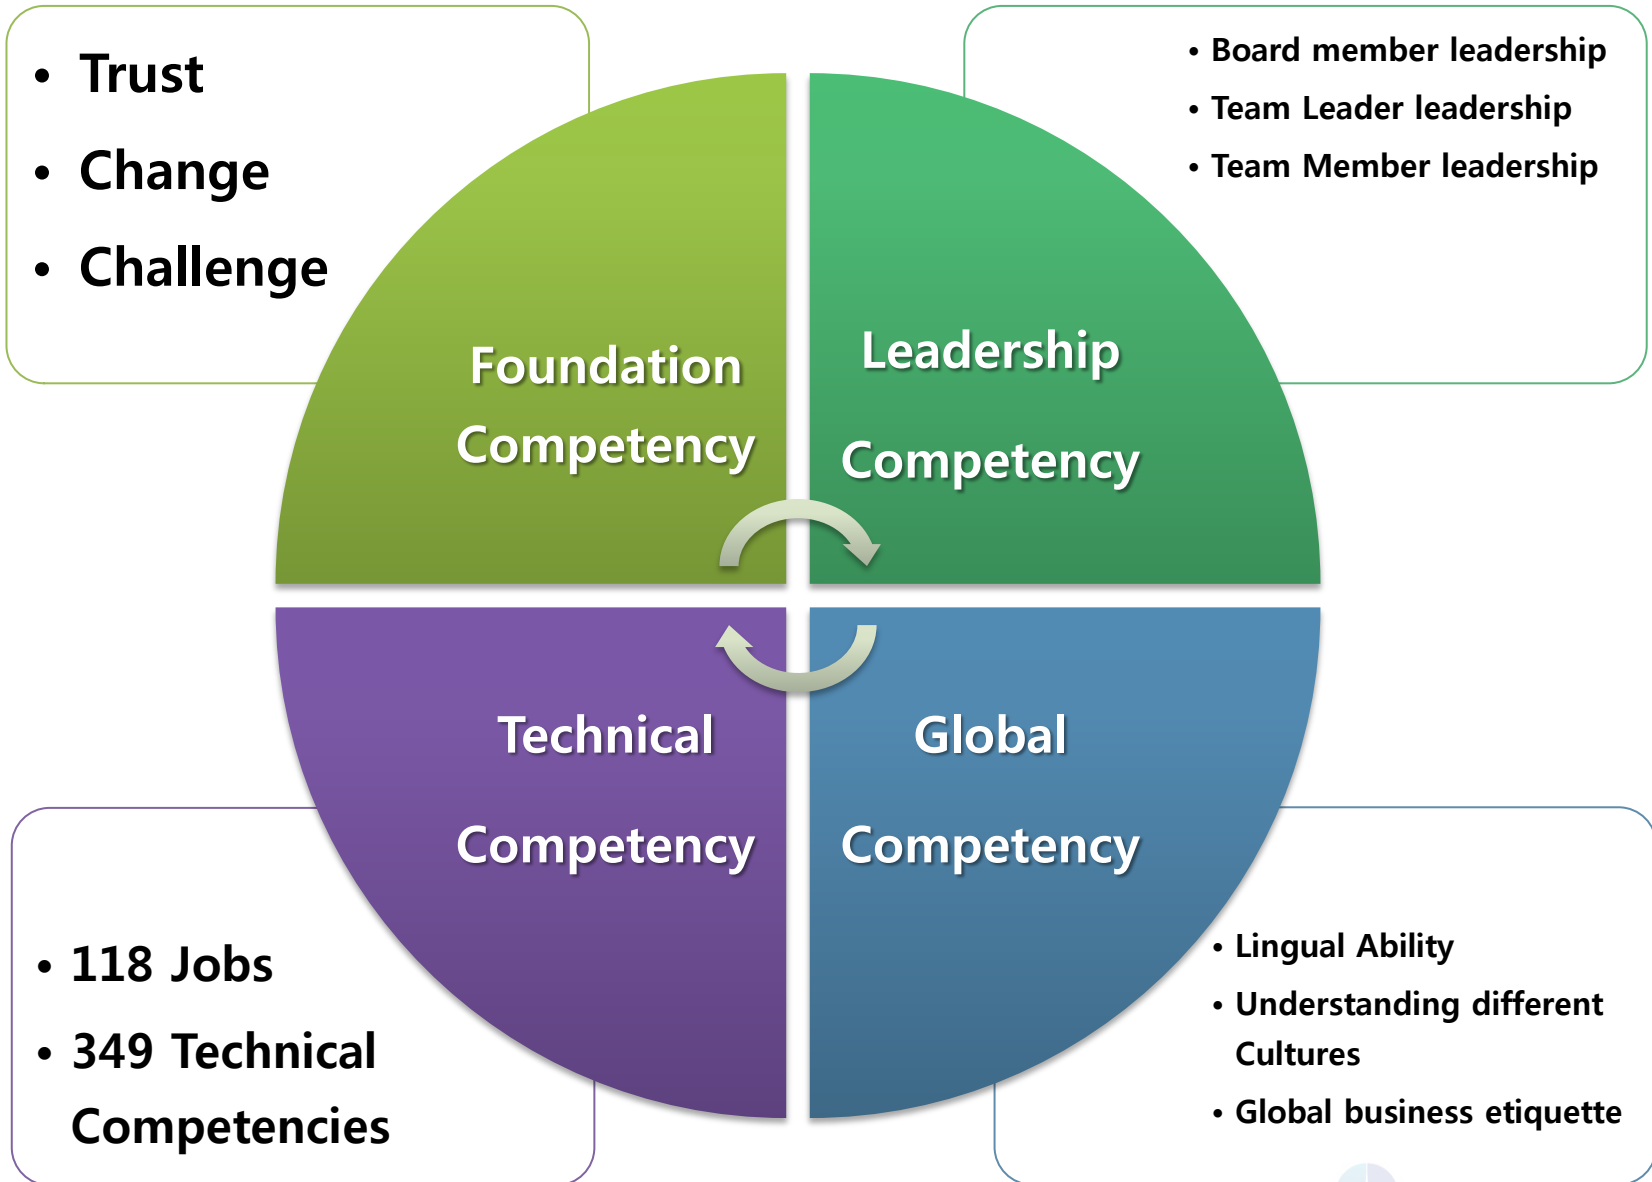 • Trust
• Change
• Challenge
• Board member leadership
• Team Leader leadership
• Team Member leadership
Foundation
Competency
Leadership
Competency
Technical
Competency
Global
Competency
• 118 Jobs
• 349 Technical
Competencies
• Lingual Ability
• Understanding different
Cultures
• Global business etiquette